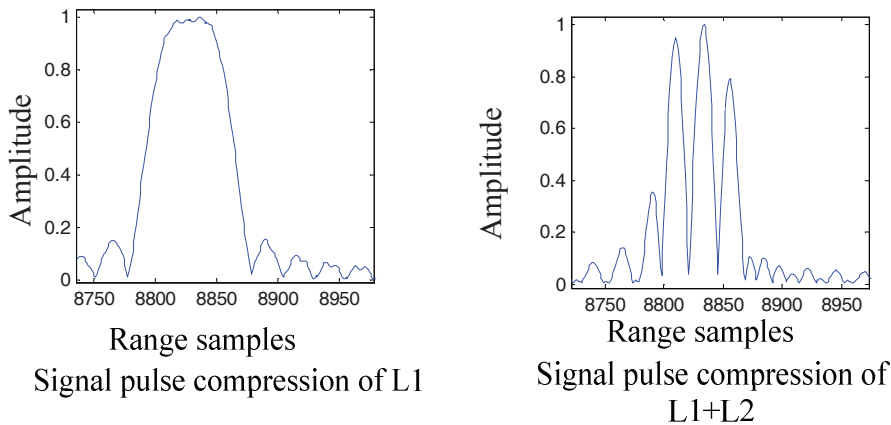 Amplitude
1
0.8
0.6
0.4
0.2
0
8750 8800 8850 8900 8950
Range samples
Signal pulse compression of L1
Amplitude
1
0.8
0.6
0.4
0.2
0
8750 8800 8850 8900 8950
Range samples
Signal pulse compression of
L1+L2